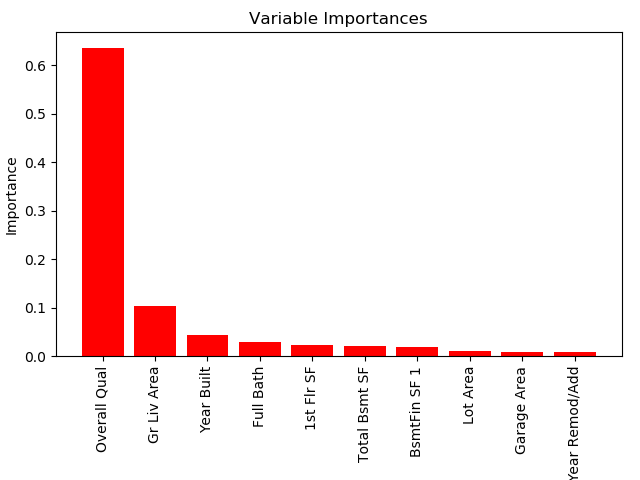 Variable Importances
Importance
0.6
0.5
0.4
0.3
0.2
0.1
0.0
Overall Qual
Gr Liv Area
Year Built
Full Bath
1st Flr SF
Total Bsmt SF
BsmtFin SF 1
Lot Area
Garage Area
Year Remod/Add